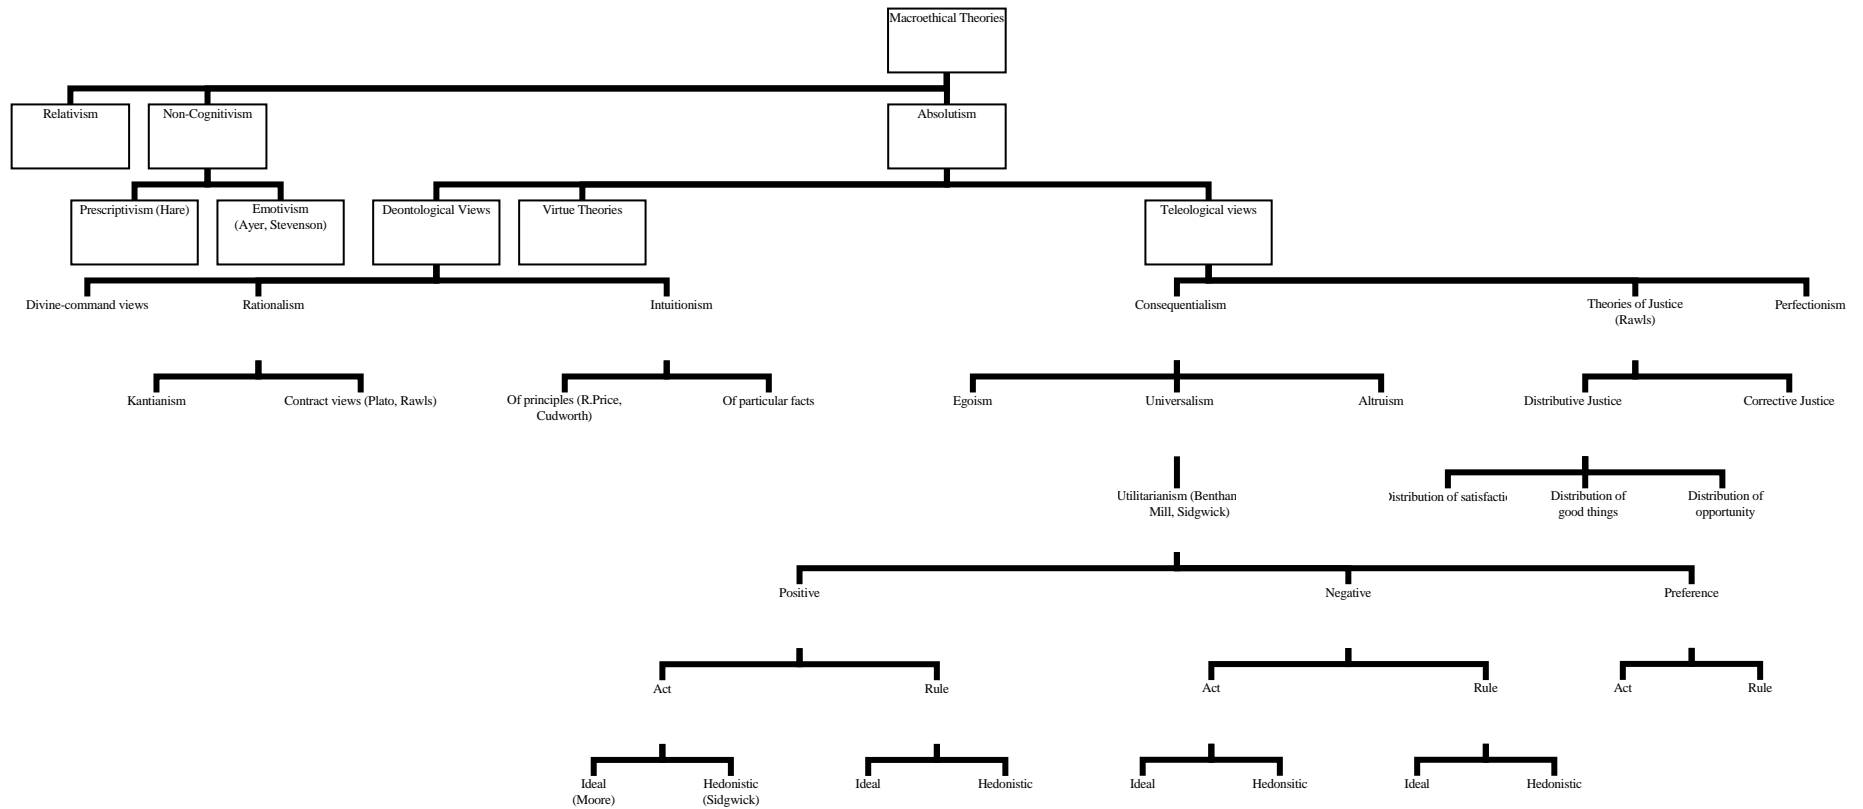 Macroethical Theories
Relativism
Non-Cognitivism
Absolutism
Prescriptivism (Hare)
Emotivism
(Ayer, Stevenson)
Deontological Views
Virtue Theories
Teleological views
Divine-command views
Rationalism
Intuitionism
Consequentialism
Theories of Justice
(Rawls)
Perfectionism
Kantianism
Contract views (Plato, Rawls)
Of principles (R.Price,
Cudworth)
Of particular facts
Egoism
Universalism
Altruism
Distributive Justice
Corrective Justice
Utilitarianism (Benthan
Mill, Sidgwick)
of
Distribution of
good things
Distribution of
opportunity
Positive
Negative
Preference
Act
Rule
Act
Rule
Act
Rule
Ideal
(Moore)
Hedonistic
(Sidgwick)
Ideal
Hedonistic
Ideal
Hedonsitic
Ideal
Hedonistic